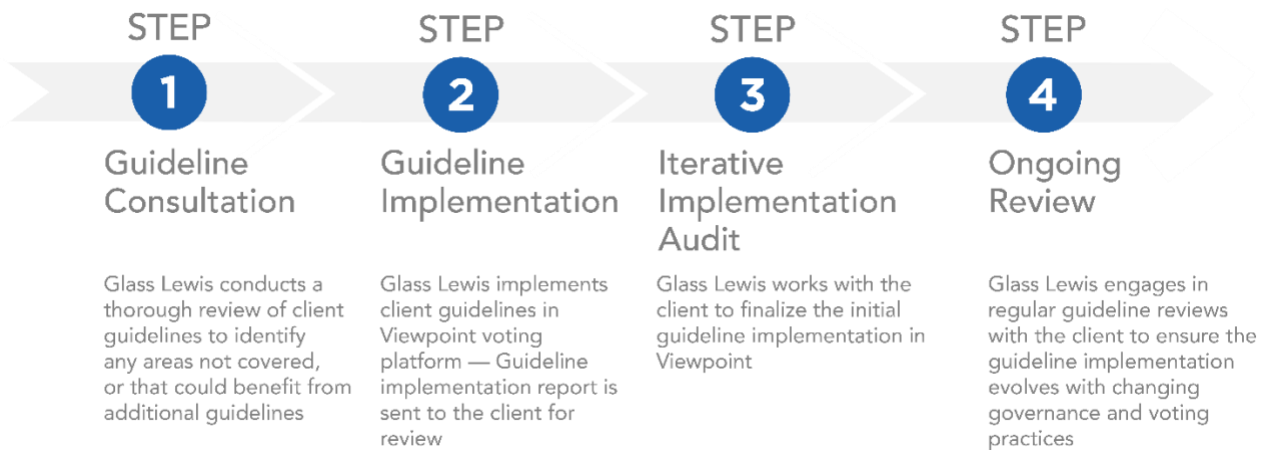 STEP
1
Guideline
Consultation
Glass Lewis conducts a
thorough review of client
guidelines to identify
any areas not covered,
or that could benefit from
additional guidelines
STEP
2
Guideline
Implementation
Glass Lewis implements
client guidelines in
Viewpoint voting
platform — Guideline
implementation report is
sent to the client for
review
STEP
3
Iterative
Implementation
Audit
Glass Lewis works with the
client to finalize the initial
guideline implementation in
Viewpoint
STEP
4
Ongoing
Review
Glass Lewis engages in
regular guideline reviews
with the client to ensure the
guideline implementation
evolves with changing
governance and voting
practices